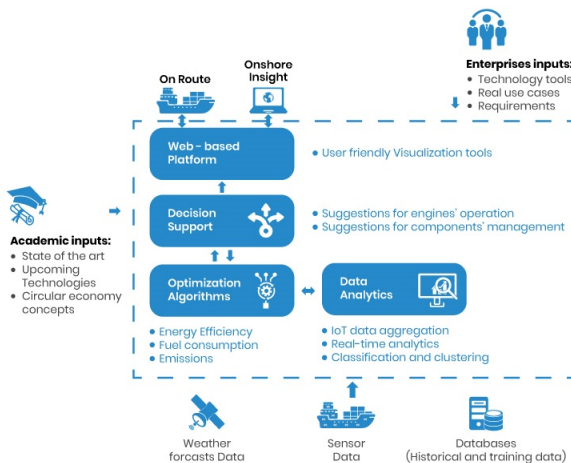 On Route
Onshore
Insight
Enterprises inputs:
• Technology tools
• Real use cases
• Requirements
Web - based
Platform
• User friendly Visualization tools
Academic inputs:
• State of the art
• Upcoming
Technologies
• Circular economy
concepts
Decision
Support
• Suggestions for engines' operation
• Suggestions for components' management
Optimization
Algorithms
Data
Analytics
• Energy Efficiency
• Fuel consumption
• Emissions
• IoT data aggregation
• Real-time analytics
• Classification and clustering
Weather
forcasts Data
Sensor
Data
Databases
(Historical and training data)